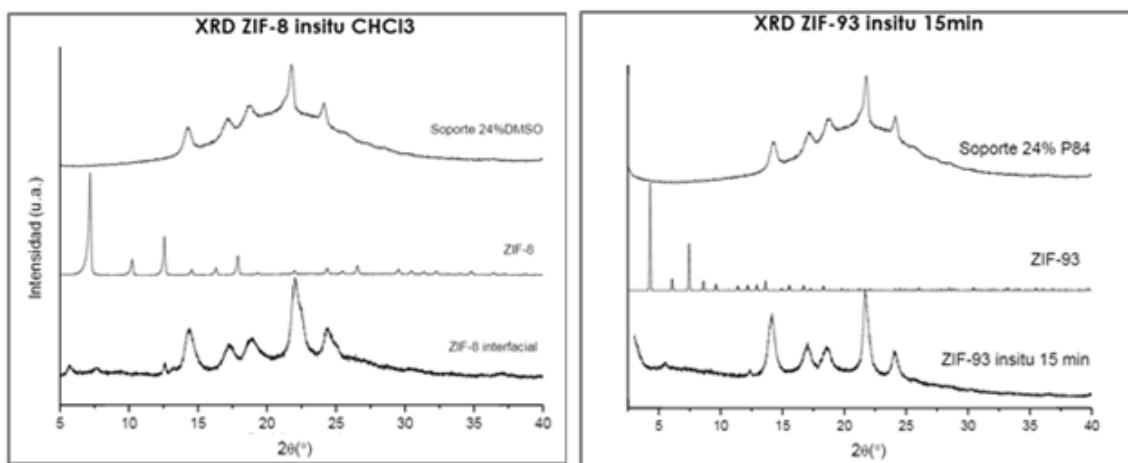 XRD ZIF-8 insitu CHCl3
Intensidad (u.a.)
Soporte 24%DMSO
ZIF-8
ZIF-8 interfacial
5 10 15 20 25 30 35 40
2θ(°)
XRD ZIF-93 insitu 15min
Soporte 24% P84
ZIF-93
ZIF-93 insitu 15 min
5 10 15 20 25 30 35 40
2θ(°)